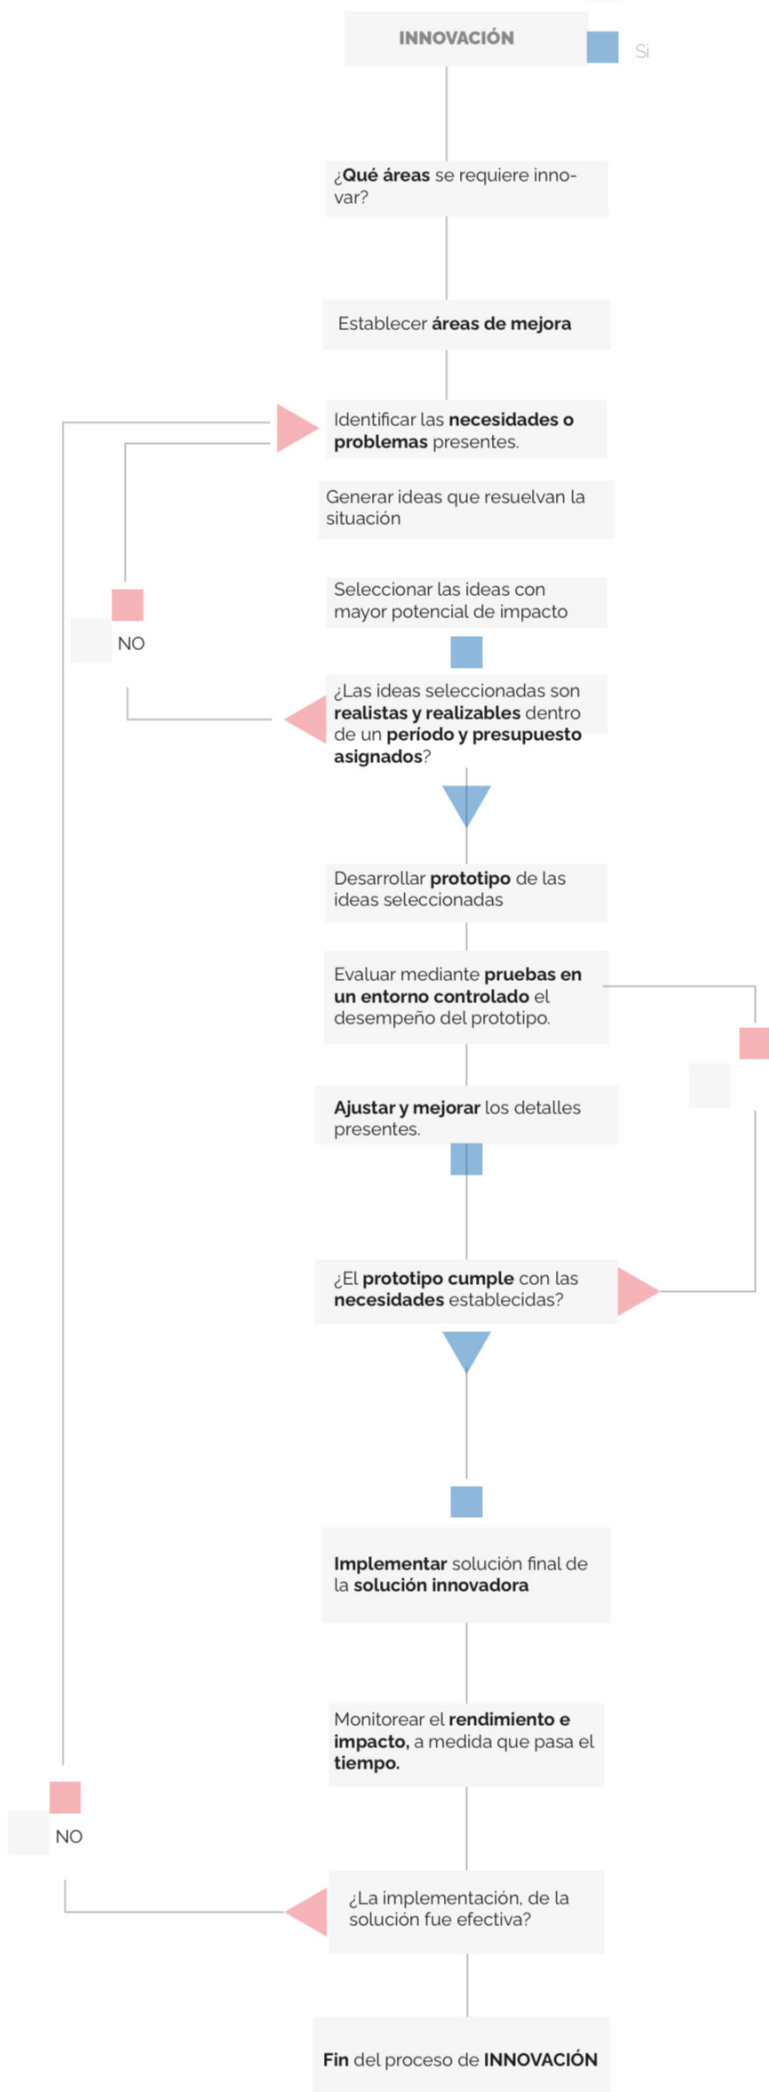 INNOVACIÓN
Si
¿Qué áreas se requiere inno-
var?
Establecer áreas de mejora
Identificar las necesidades o
problemas presentes.
Generar ideas que resuelvan la
situación
Seleccionar las ideas con
mayor potencial de impacto
NO
¿Las ideas seleccionadas son
realistas y realizables dentro
de un período y presupuesto
asignados?
Desarrollar prototipo de las
ideas seleccionadas
Evaluar mediante pruebas en
un entorno controlado el
desempeño del prototipo.
Ajustar y mejorar los detalles
presentes.
¿El prototipo cumple con las
necesidades establecidas?
Implementar solución final de
la solución innovadora
Monitorear el rendimiento e
impacto, a medida que pasa el
tiempo.
NO
¿La implementación, de la
solución fue efectiva?
Fin del proceso de INNOVACIÓN